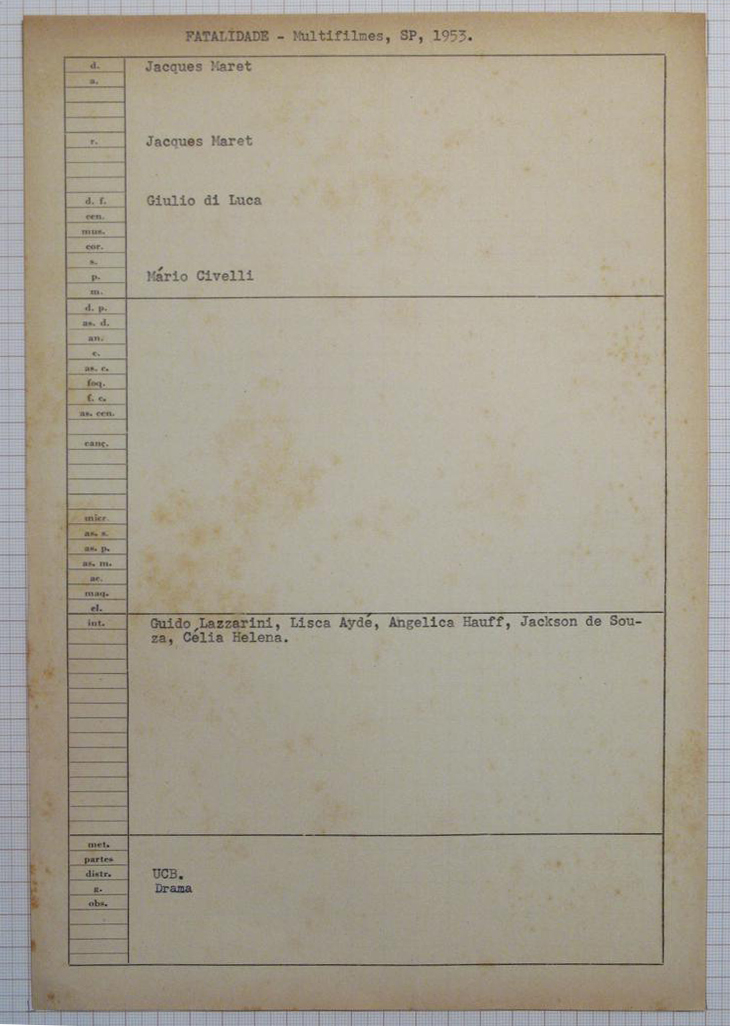 FATALIDADE - Multifilmes, SP, 1953.
d. Jacques Maret
a.
r. Jacques Maret
d. f. Giulio di Luca
cen.
mus.
cor.
s.
p. Mário Civelli
m.
d. p.
as. d.
an.
c.
as. c.
foq.
f. c.
as. cen.
canç.
micr.
as. s.
as. p.
as. m.
ac.
maq.
el.
int. Guido Lazzarini, Lisca Aydé, Angelica Hauff, Jackson de Sou-
za, Célia Helena.
met.
partes
distr. UCB.
g. Drama
obs.